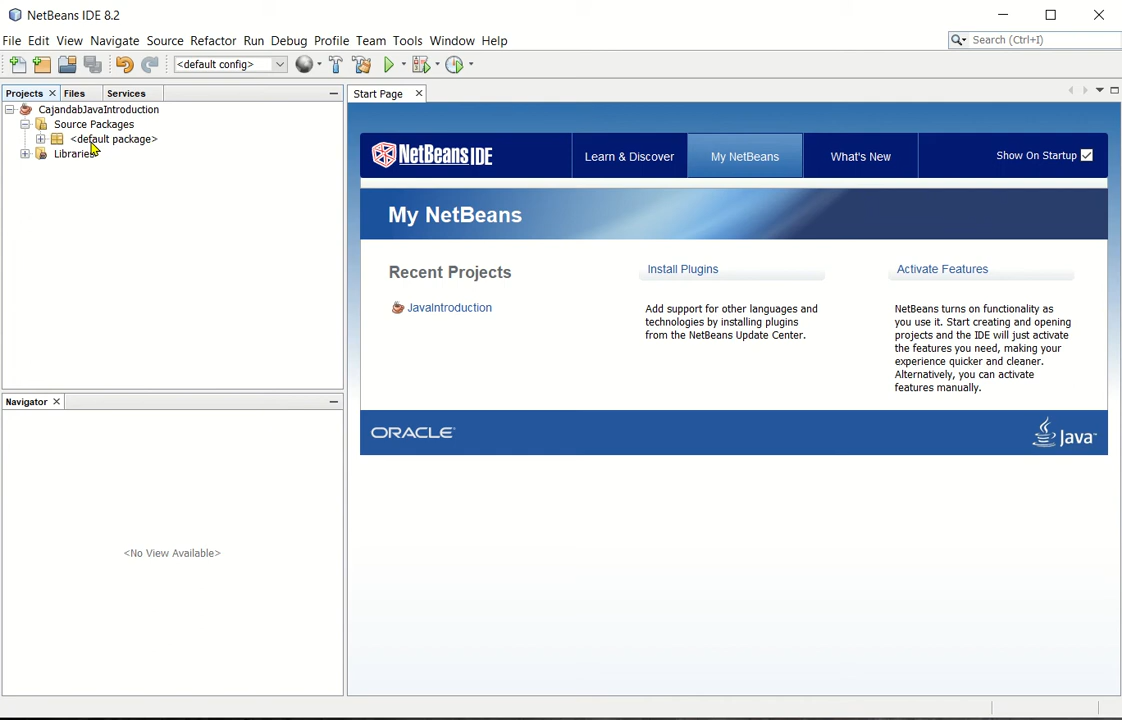 NetBeans IDE 8.2
File Edit View Navigate Source Refactor Run Debug Profile Team Tools Window Help
Search (Ctrl+I)
<default config>
Projects Files Services
Start Page
CajandabJavaIntroduction
Source Packages
<default package>
Libraries
NetBeans IDE
Learn & Discover
My NetBeans
What's New
Show On Startup
My NetBeans
Recent Projects
JavaIntroduction
Install Plugins
Add support for other languages and
technologies by installing plugins
from the NetBeans Update Center.
Activate Features
NetBeans turns on functionality as
you use it. Start creating and opening
projects and the IDE will just activate
the features you need, making your
experience quicker and cleaner.
Alternatively, you can activate
features manually.
ORACLE
Java
Navigator
<No View Available>